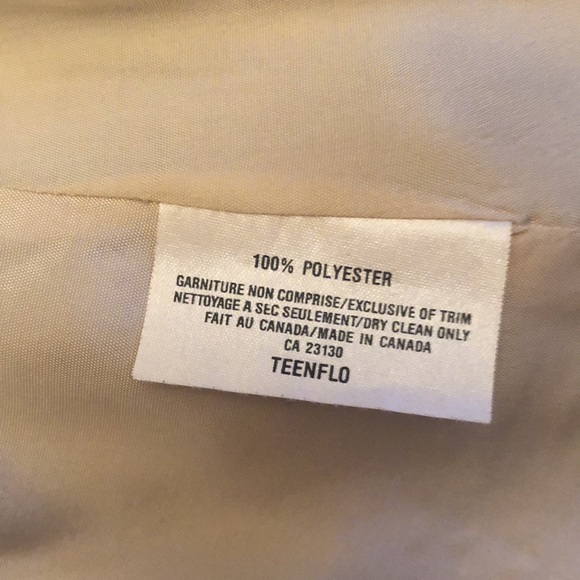 100% POLYESTER
GARNITURE NON COMPRISE/EXCLUSIVE OF TRIM
NETTOYAGE A SEC SEULEMENT/DRY CLEAN ONLY
FAIT AU CANADA/MADE IN CANADA
CA 23130
TEENFLO